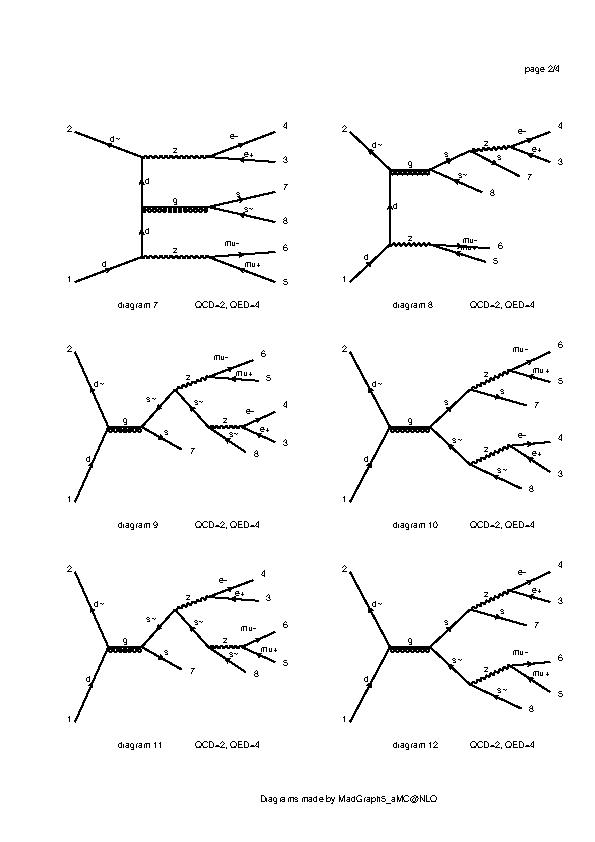 page 2/4
2 d~ z e- 4
e+ 3
d
g s 7
s~ 8
d
z mu- 6
1 d mu+ 5
diagram 7 QCD=2, QED=4
2 d~ g s z e- 4
e+ 3
s 7
s~ 8
d
z mu- 6
mu+ 5
1 d
diagram 8 QCD=2, QED=4
2 d~ g s~ z mu- 6
mu+ 5
s~ z e- 4
e+ 3
s~ 8
s 7
1 d
diagram 9 QCD=2, QED=4
2 d~ g s z mu- 6
mu+ 5
s 7
s~ z e- 4
e+ 3
s~ 8
1 d
diagram 10 QCD=2, QED=4
2 d~ g s~ z e- 4
e+ 3
s~ z mu- 6
mu+ 5
s~ 8
s 7
1 d
diagram 11 QCD=2, QED=4
2 d~ g s z e- 4
e+ 3
s 7
s~ z mu- 6
mu+ 5
s~ 8
1 d
diagram 12 QCD=2, QED=4
Diagrams made by MadGraph5_aMC@NLO